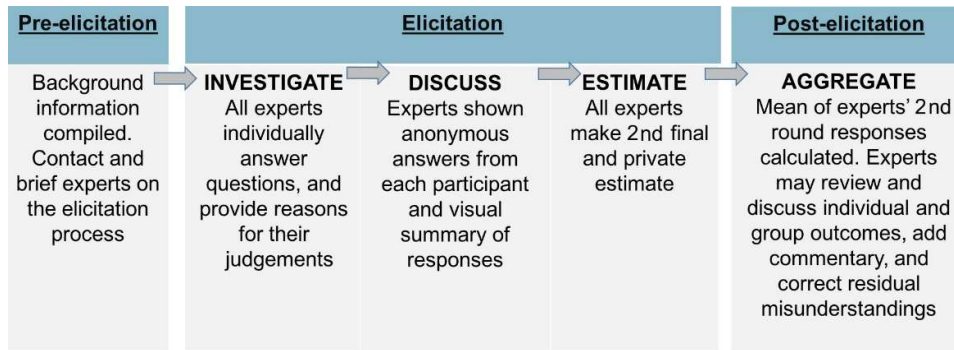 Pre-elicitation
Elicitation
Post-elicitation
Background
information
compiled.
Contact and
brief experts on
the elicitation
process
INVESTIGATE
All experts
individually
answer
questions, and
provide reasons
for their
judgements
DISCUSS
Experts shown
anonymous
answers from
each participant
and visual
summary of
responses
ESTIMATE
All experts
make 2nd final
and private
estimate
AGGREGATE
Mean of experts' 2nd
round responses
calculated. Experts
may review and
discuss individual and
group outcomes, add
commentary, and
correct residual
misunderstandings